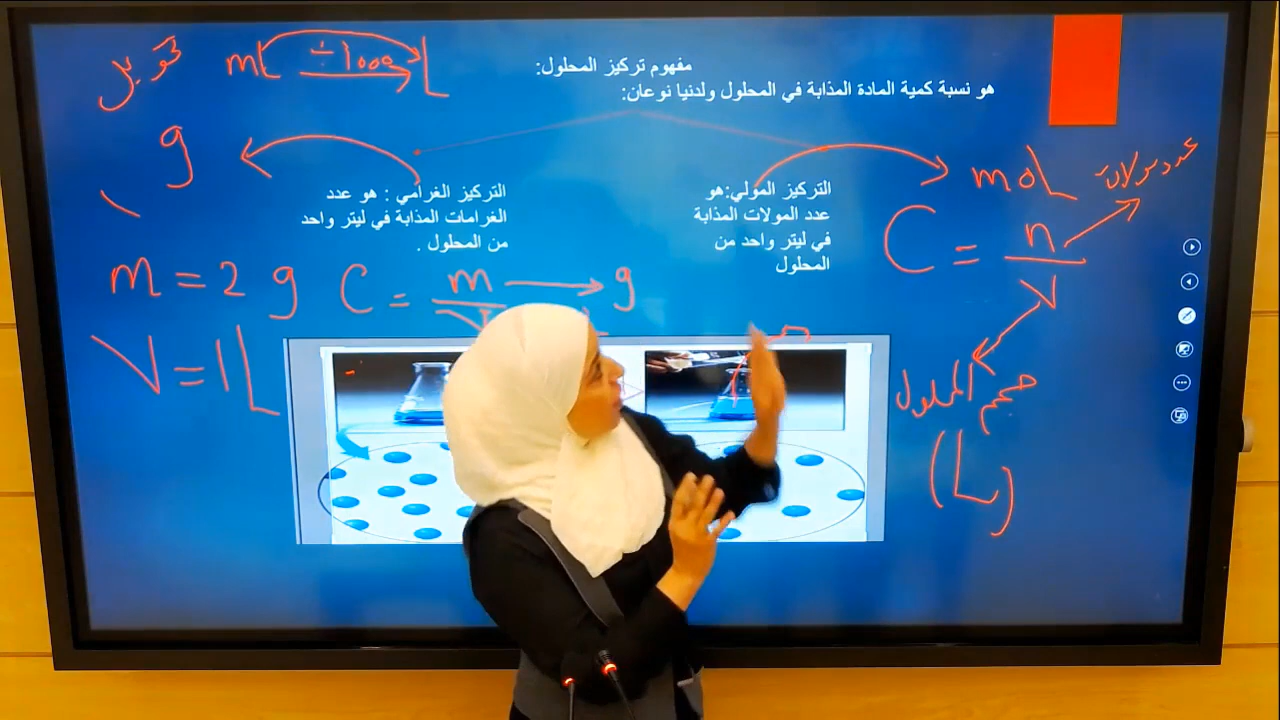 تحويل
mL ÷1000 L
مفهوم تركيز المحلول:
هو نسبة كمية المادة المذابة في المحلول ولدنيا نوعان:
g
mol
عدد مولات
التركيز المولي:هو
عدد المولات المذابة
في ليتر واحد من
المحلول
التركيز الغرامي : هو عدد
الغرامات المذابة في ليتر واحد
من المحلول .
C = n
V
حجم المحلول
(L)
C = m → g
V
m = 2 g
V = 1L